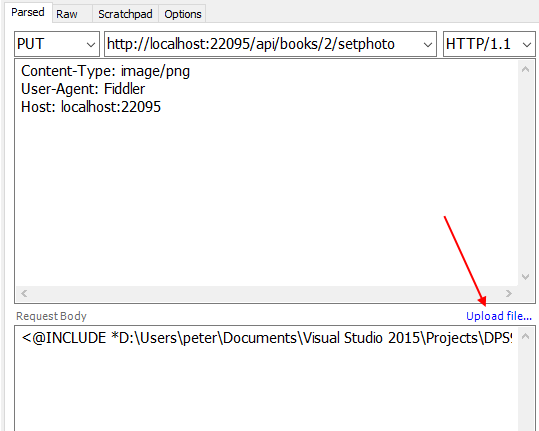 Parsed Raw Scratchpad Options
PUT http://localhost:22095/api/books/2/setphoto HTTP/1.1
Content-Type: image/png
User-Agent: Fiddler
Host: localhost:22095
Request Body Upload file...
<@INCLUDE *D:\Users\peter\Documents\Visual Studio 2015\Projects\DPS